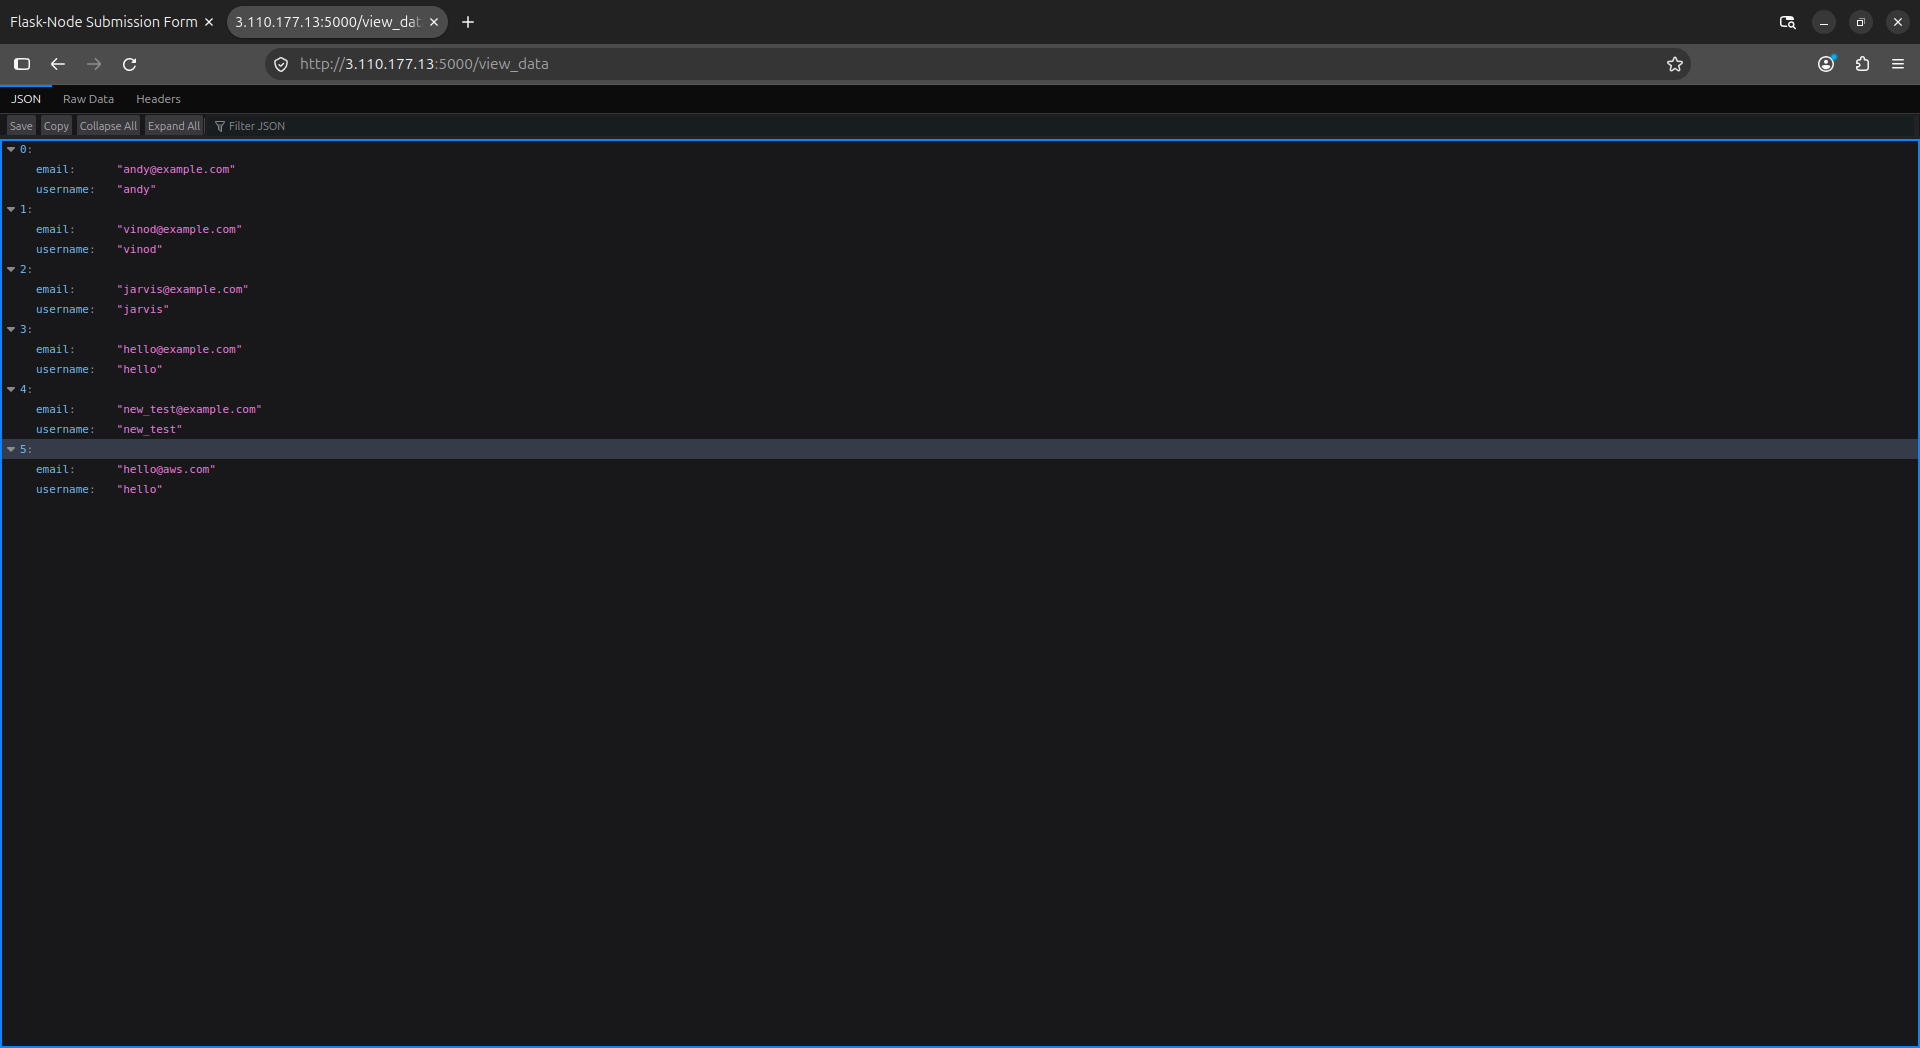 Flask-Node Submission Form
3.110.177.13:5000/view_dat
http://3.110.177.13:5000/view_data
JSON Raw Data Headers
Save Copy Collapse All Expand All Filter JSON
0:
email: "andy@example.com"
username: "andy"
1:
email: "vinod@example.com"
username: "vinod"
2:
email: "jarvis@example.com"
username: "jarvis"
3:
email: "hello@example.com"
username: "hello"
4:
email: "new_test@example.com"
username: "new_test"
5:
email: "hello@aws.com"
username: "hello"